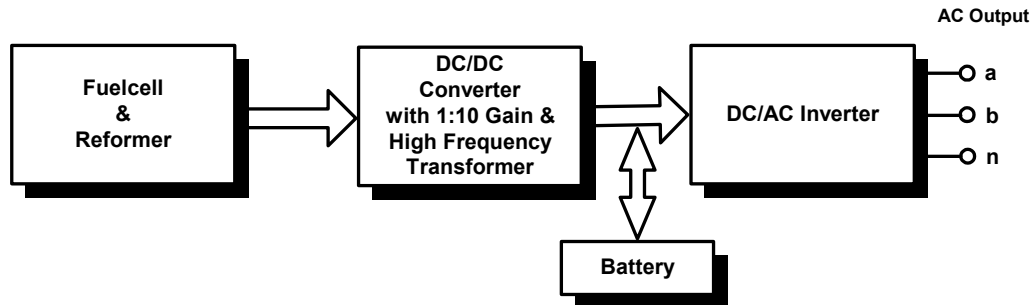 AC Output
Fuelcell
&
Reformer
DC/DC
Converter
with 1:10 Gain &
High Frequency
Transformer
DC/AC Inverter
a
b
n
Battery